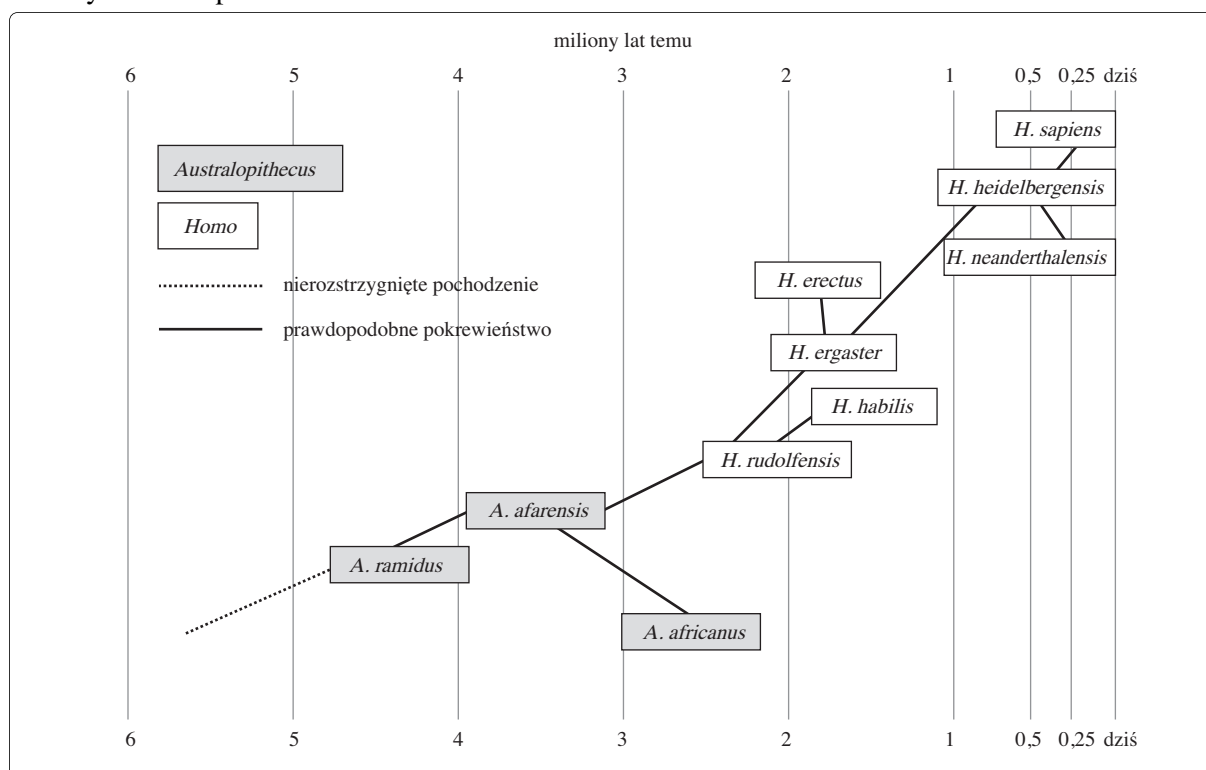 miliony lat temu
6 5 4 3 2 1 0,5 0,25 dziś
H. sapiens
Australopithecus
H. heidelbergensis
Homo
H. neanderthalensis
nierozstrzygnięte pochodzenie
H. erectus
prawdopodobne pokrewieństwo
H. ergaster
H. habilis
H. rudolfensis
A. afarensis
A. ramidus
A. africanus
6 5 4 3 2 1 0,5 0,25 dziś